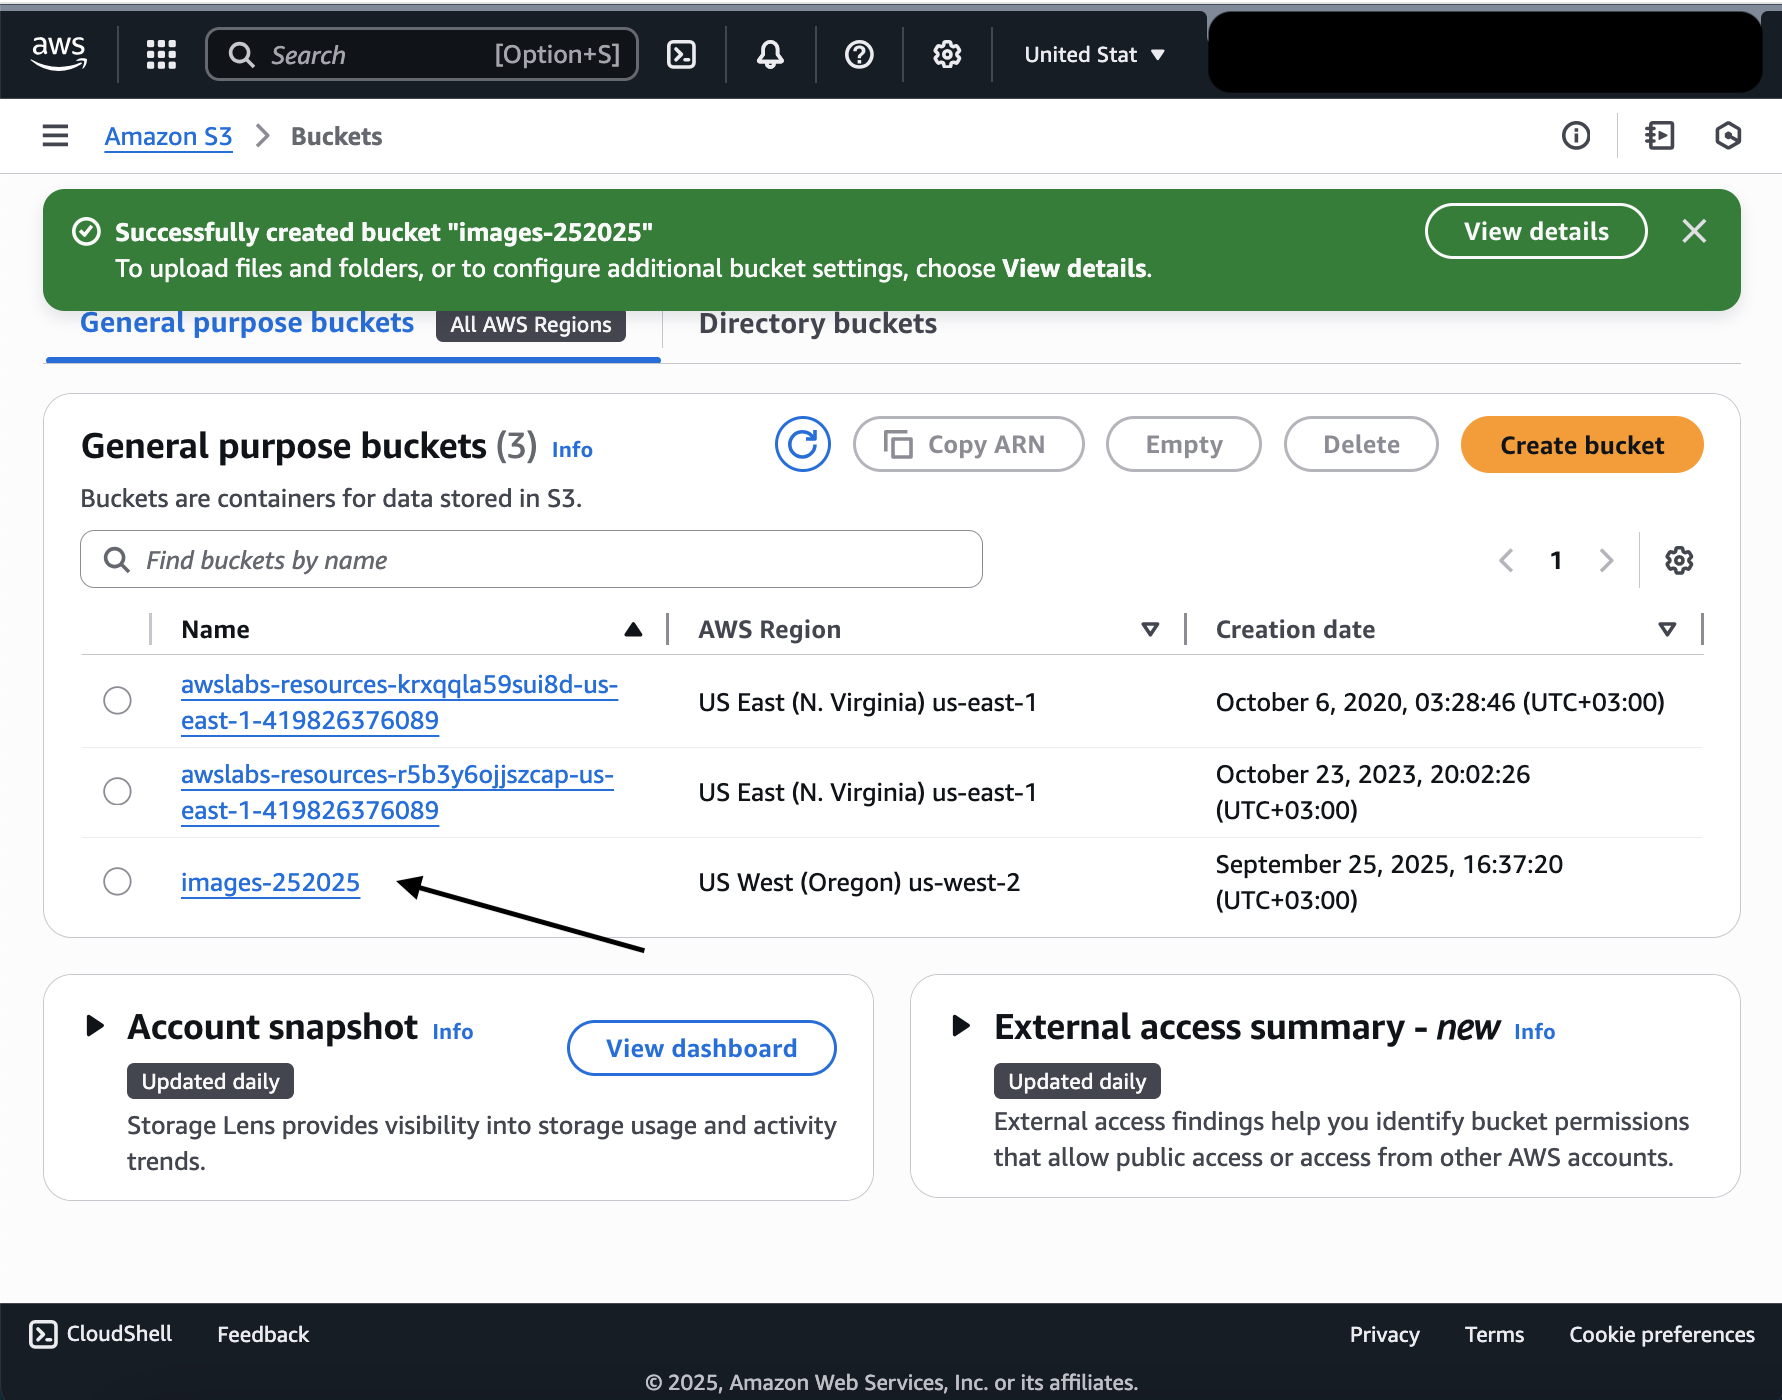 aws
Search [Option+S]
United Stat
Amazon S3 > Buckets
Successfully created bucket "images-252025"
To upload files and folders, or to configure additional bucket settings, choose View details.
View details
General purpose buckets All AWS Regions Directory buckets
General purpose buckets (3) Info
Copy ARN Empty Delete Create bucket
Buckets are containers for data stored in S3.
Find buckets by name
1
Name AWS Region Creation date
awslabs-resources-krxqqla59sui8d-us-
east-1-419826376089
US East (N. Virginia) us-east-1
October 6, 2020, 03:28:46 (UTC+03:00)
awslabs-resources-r5b3y6ojjszcap-us-
east-1-419826376089
US East (N. Virginia) us-east-1
October 23, 2023, 20:02:26
(UTC+03:00)
images-252025
US West (Oregon) us-west-2
September 25, 2025, 16:37:20
(UTC+03:00)
Account snapshot Info
View dashboard
Updated daily
Storage Lens provides visibility into storage usage and activity
trends.
External access summary - new Info
Updated daily
External access findings help you identify bucket permissions
that allow public access or access from other AWS accounts.
CloudShell Feedback Privacy Terms Cookie preferences
© 2025, Amazon Web Services, Inc. or its affiliates.